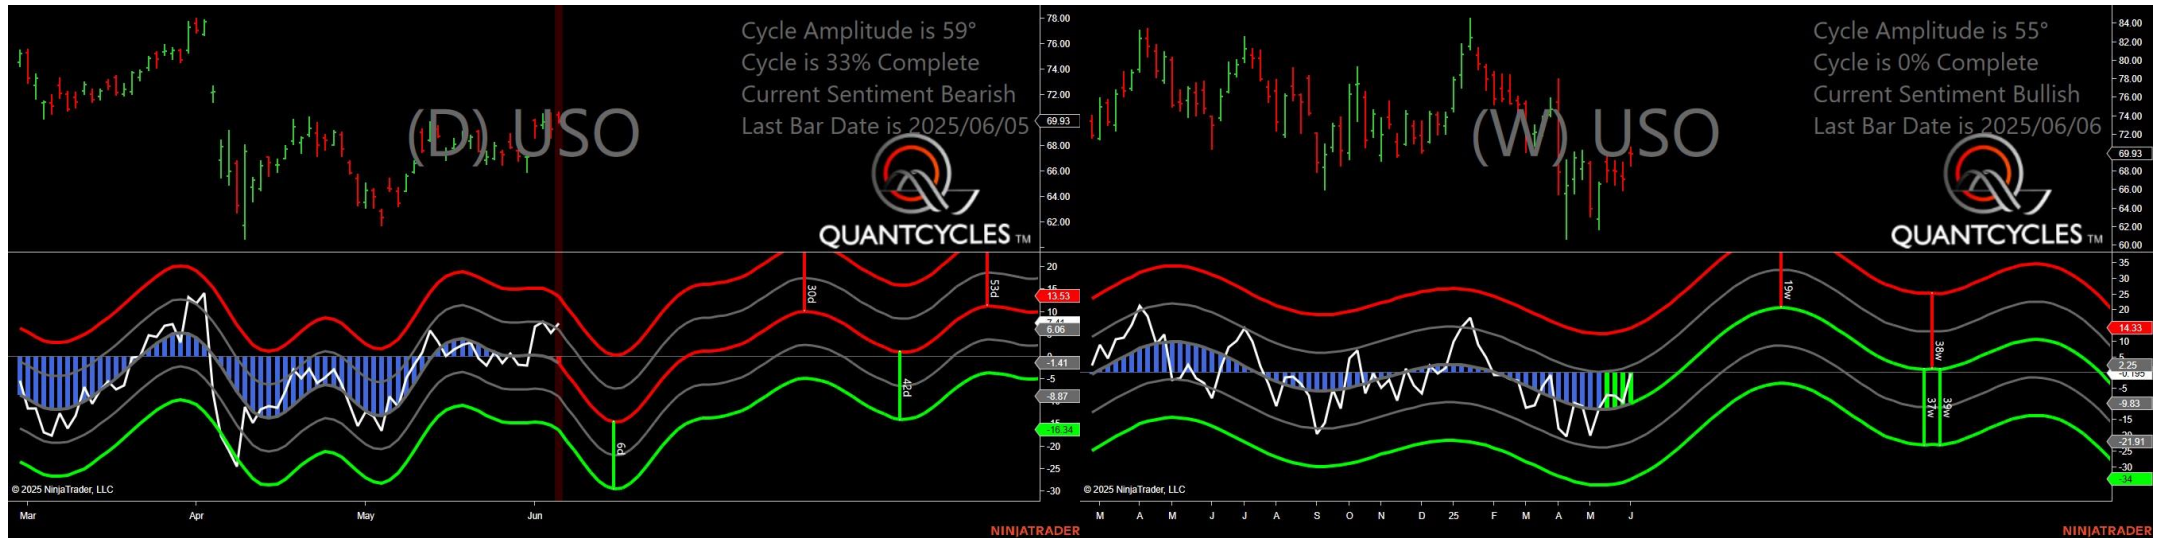 Cycle Amplitude is 59°
Cycle is 33% Complete
Current Sentiment Bearish
Last Bar Date is 2025/06/05
(D) USO
QUANTCYCLES TM
78.00
76.00
74.00
72.00
69.93
68.00
66.00
64.00
62.00
20
13.53
10
6.06
-1.41
-5
-8.87
-16.34
-20
-25
-30
30d
53d
42d
6d
© 2025 NinjaTrader, LLC
Mar Apr May Jun
NINJATRADER
Cycle Amplitude is 55°
Cycle is 0% Complete
Current Sentiment Bullish
Last Bar Date is 2025/06/06
(W) USO
QUANTCYCLES TM
84.00
82.00
80.00
78.00
76.00
74.00
72.00
69.93
68.00
66.00
64.00
62.00
60.00
35
30
25
20
14.33
10
5
2.25
-0.195
-5
-9.83
-15
-21.91
-25
-30
-34
19w
38w
37w
39w
© 2025 NinjaTrader, LLC
M A M J J A S O N D 25 F M A M J
NINJATRADER